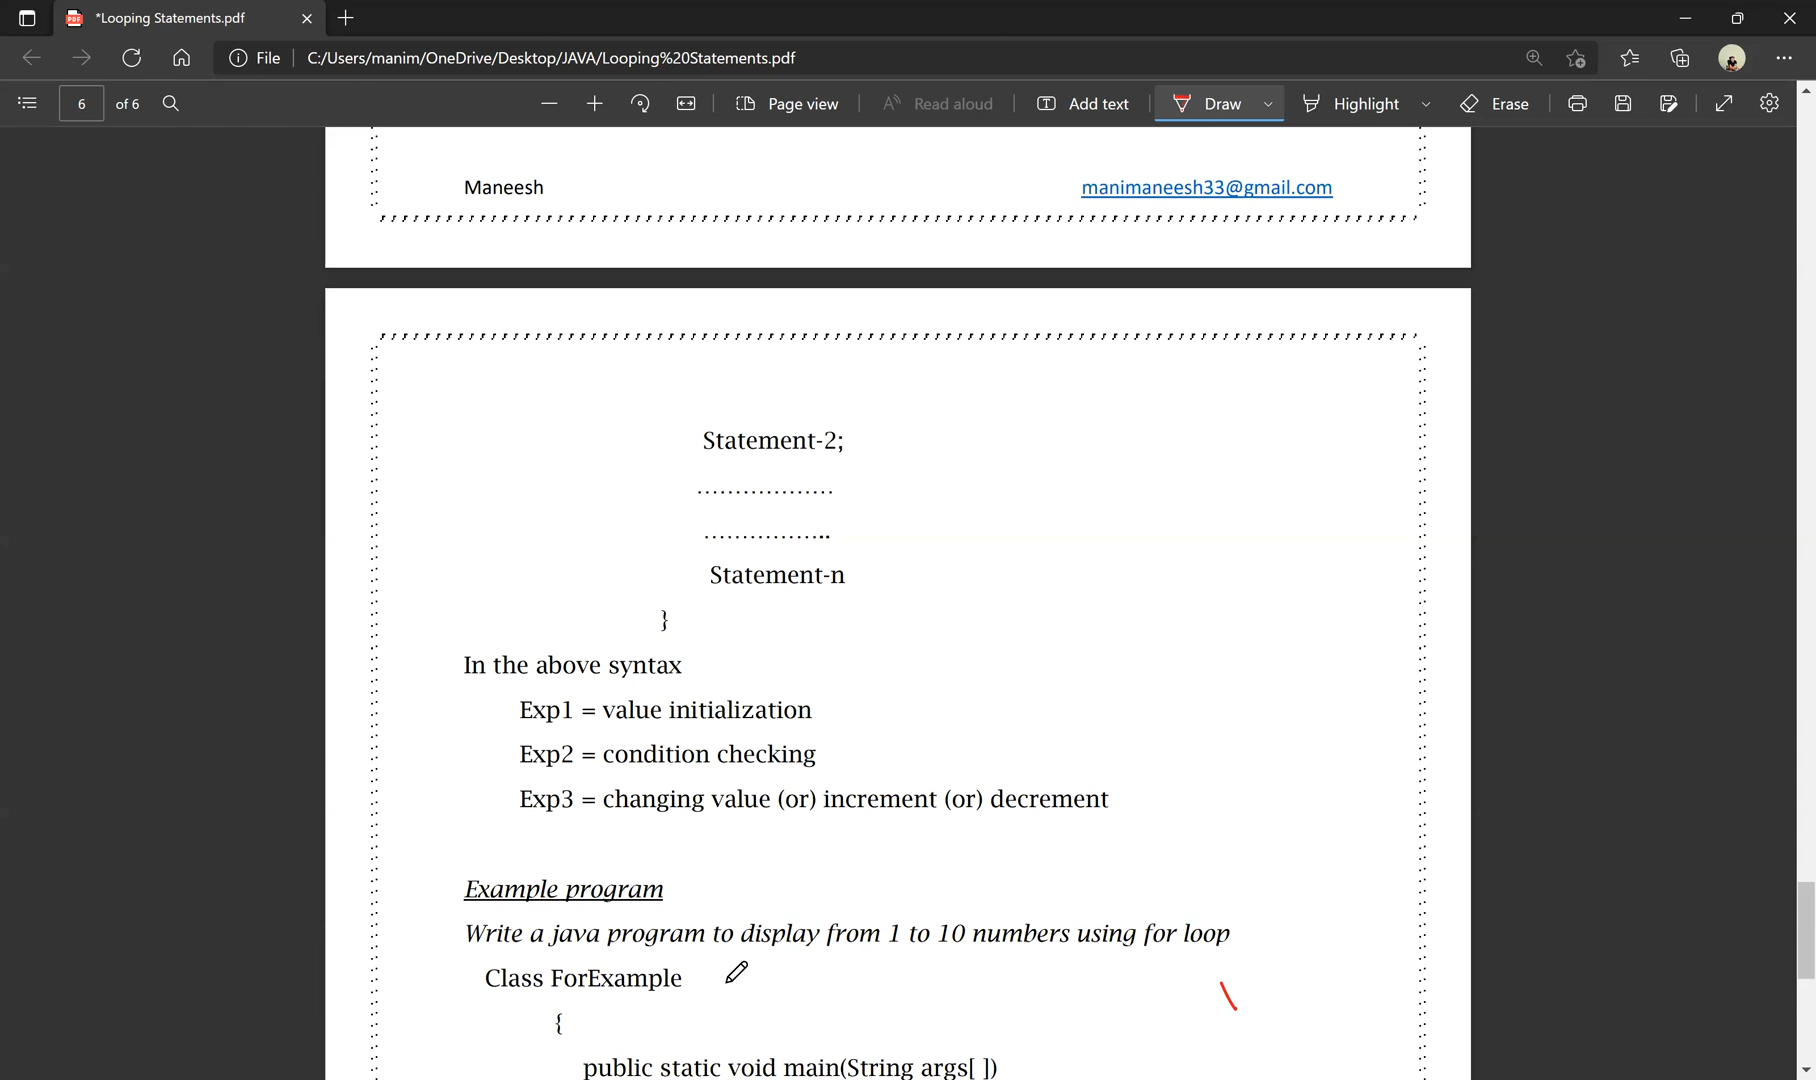 *Looping Statements.pdf
File
C:/Users/manim/OneDrive/Desktop/JAVA/Looping%20Statements.pdf
6 of 6
Page view
Read aloud
Add text
Draw
Highlight
Erase
Maneesh
manimaneesh33@gmail.com
Statement-2;
………………
……………..
Statement-n
}
In the above syntax
Exp1 = value initialization
Exp2 = condition checking
Exp3 = changing value (or) increment (or) decrement
Example program
Write a java program to display from 1 to 10 numbers using for loop
Class ForExample
{
public static void main(String args[ ])